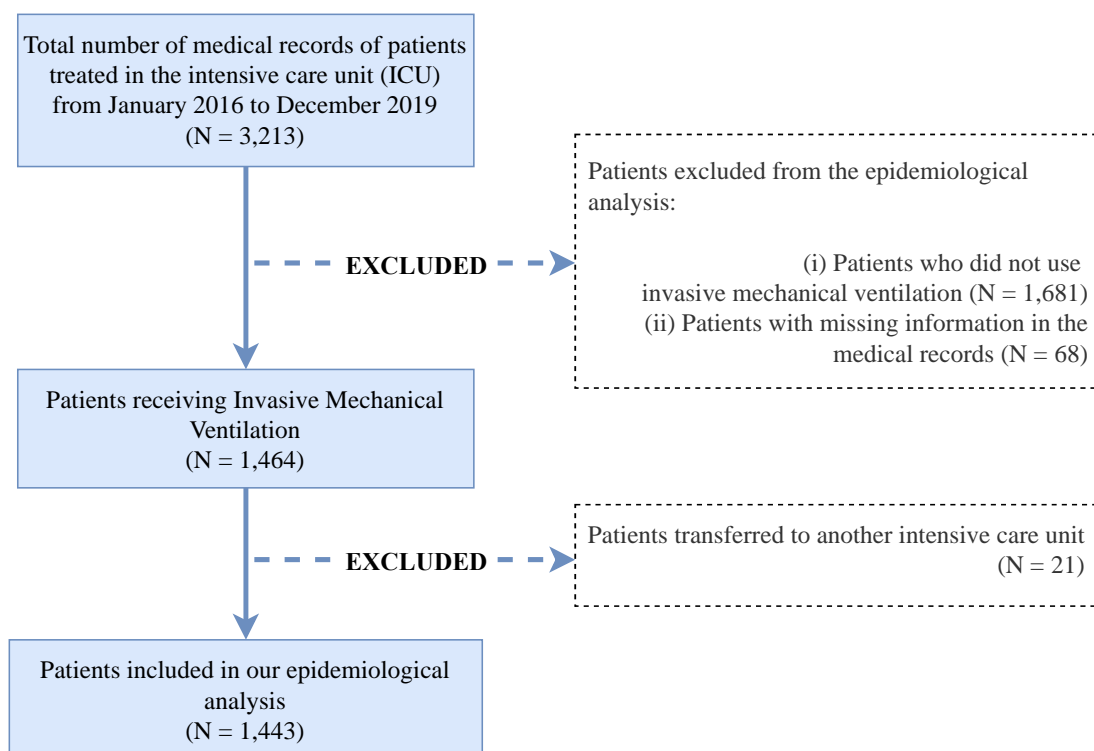 Total number of medical records of patients
treated in the intensive care unit (ICU)
from January 2016 to December 2019
(N = 3,213)
Patients excluded from the epidemiological
analysis:
EXCLUDED
(i) Patients who did not use
invasive mechanical ventilation (N = 1,681)
(ii) Patients with missing information in the
medical records (N = 68)
Patients receiving Invasive Mechanical
Ventilation
(N = 1,464)
EXCLUDED
Patients transferred to another intensive care unit
(N = 21)
Patients included in our epidemiological
analysis
(N = 1,443)